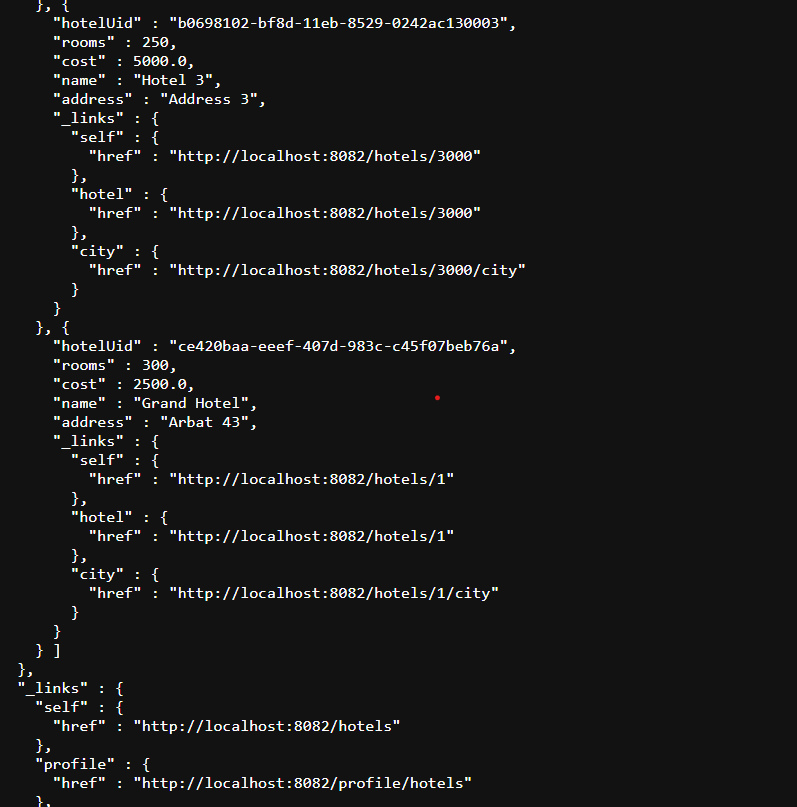 }, {
"hotelUid" : "b0698102-bf8d-11eb-8529-0242ac130003",
"rooms" : 250,
"cost" : 5000.0,
"name" : "Hotel 3",
"address" : "Address 3",
"_links" : {
"self" : {
"href" : "http://localhost:8082/hotels/3000"
},
"hotel" : {
"href" : "http://localhost:8082/hotels/3000"
},
"city" : {
"href" : "http://localhost:8082/hotels/3000/city"
}
}
}, {
"hotelUid" : "ce420baa-eeef-407d-983c-c45f07beb76a",
"rooms" : 300,
"cost" : 2500.0,
"name" : "Grand Hotel",
"address" : "Arbat 43",
"_links" : {
"self" : {
"href" : "http://localhost:8082/hotels/1"
},
"hotel" : {
"href" : "http://localhost:8082/hotels/1"
},
"city" : {
"href" : "http://localhost:8082/hotels/1/city"
}
}
} ]
},
"_links" : {
"self" : {
"href" : "http://localhost:8082/hotels"
},
"profile" : {
"href" : "http://localhost:8082/profile/hotels"
},